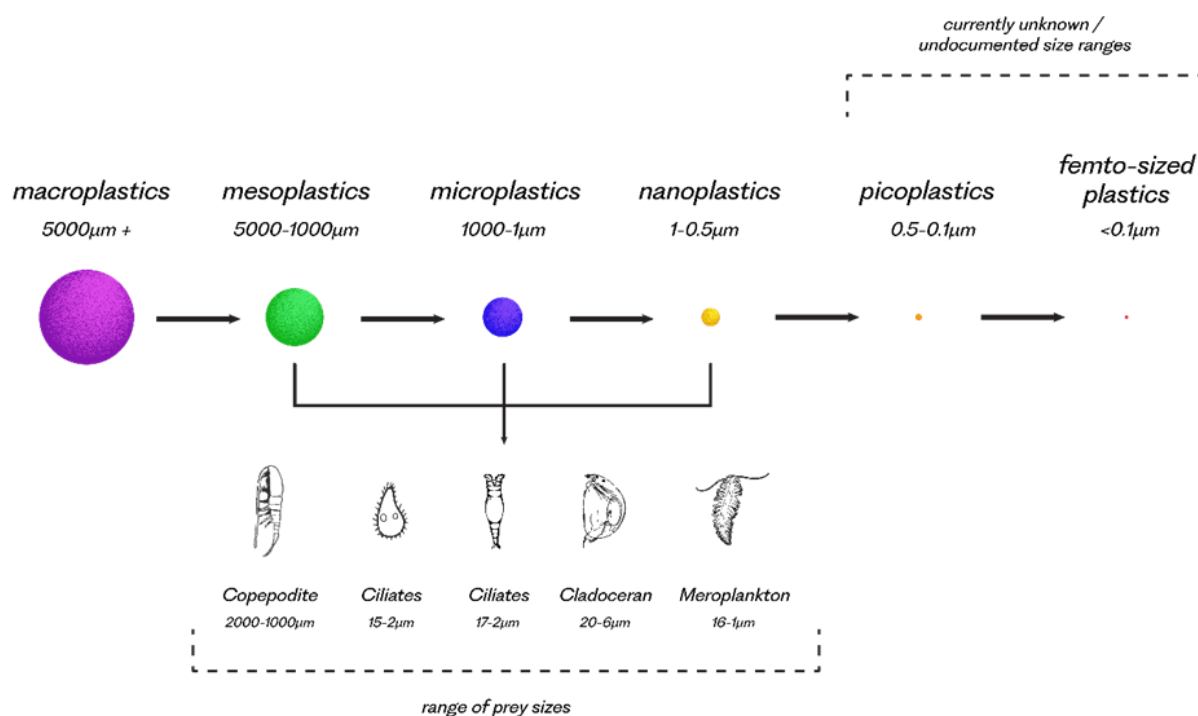 currently unknown /
undocumented size ranges
macroplastics
5000µm +
mesoplastics
5000-1000µm
microplastics
1000-1µm
nanoplastics
1-0.5µm
picoplastics
0.5-0.1µm
femto-sized
plastics
<0.1µm
Copepodite
2000-1000µm
Ciliates
15-2µm
Ciliates
17-2µm
Cladoceran
20-6µm
Meroplankton
16-1µm
range of prey sizes